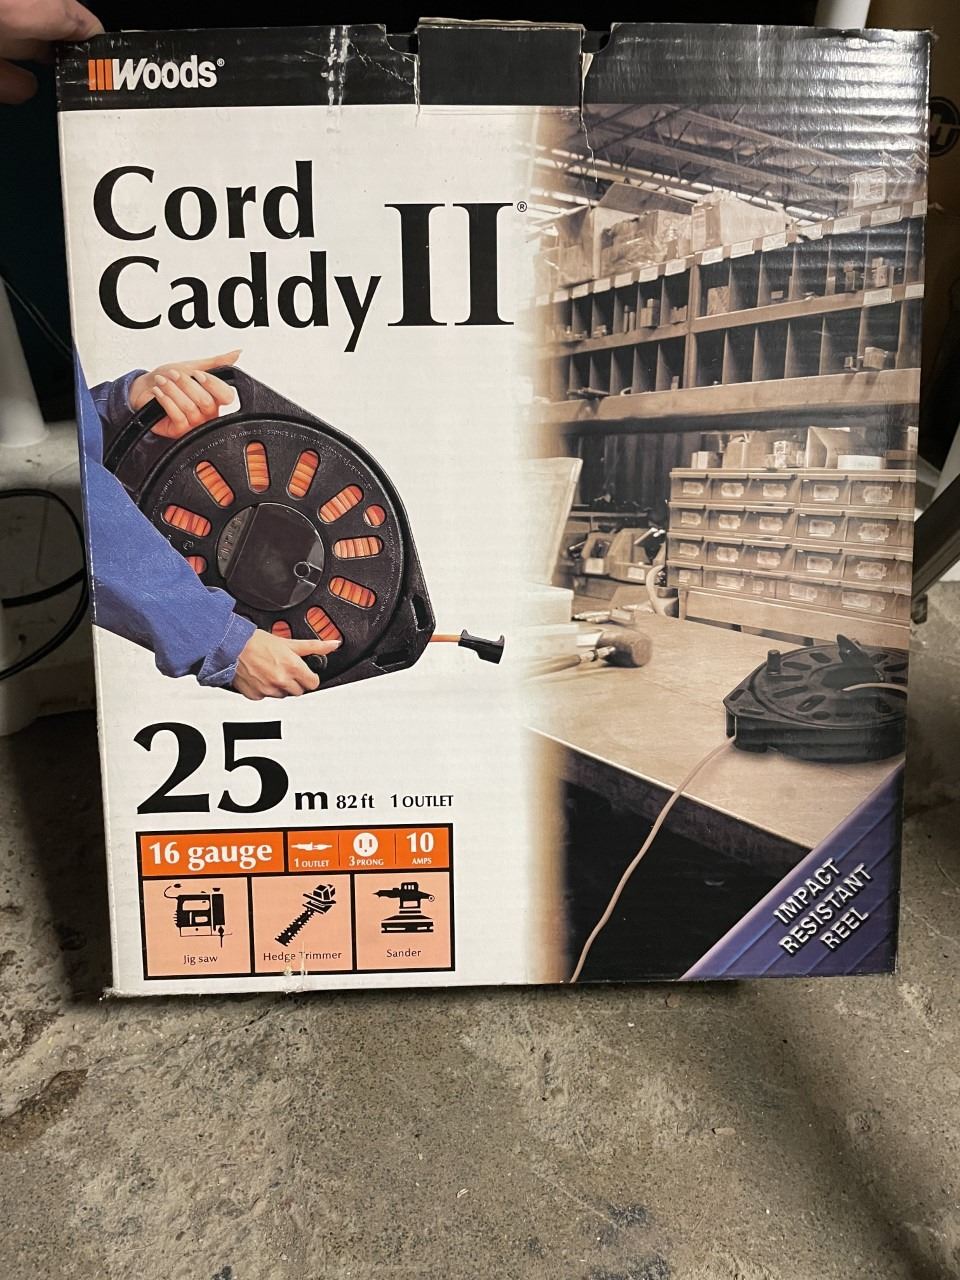 Woods®
Cord
Caddy II®
25m 82ft 1 OUTLET
16 gauge
1 OUTLET
3 PRONG
10
AMPS
Jig saw
Hedge Trimmer
Sander
IMPACT
RESISTANT
REEL